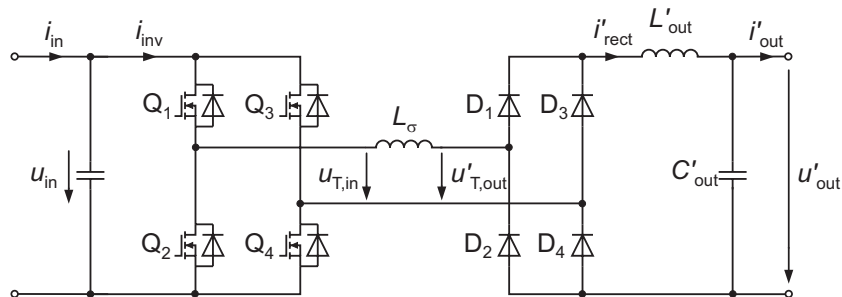 i_in
i_inv
i'_rect
L'_out
i'_out
Q_1
Q_3
D_1
D_3
L_σ
u_in
u_T,in
u'_T,out
C'_out
u'_out
Q_2
Q_4
D_2
D_4